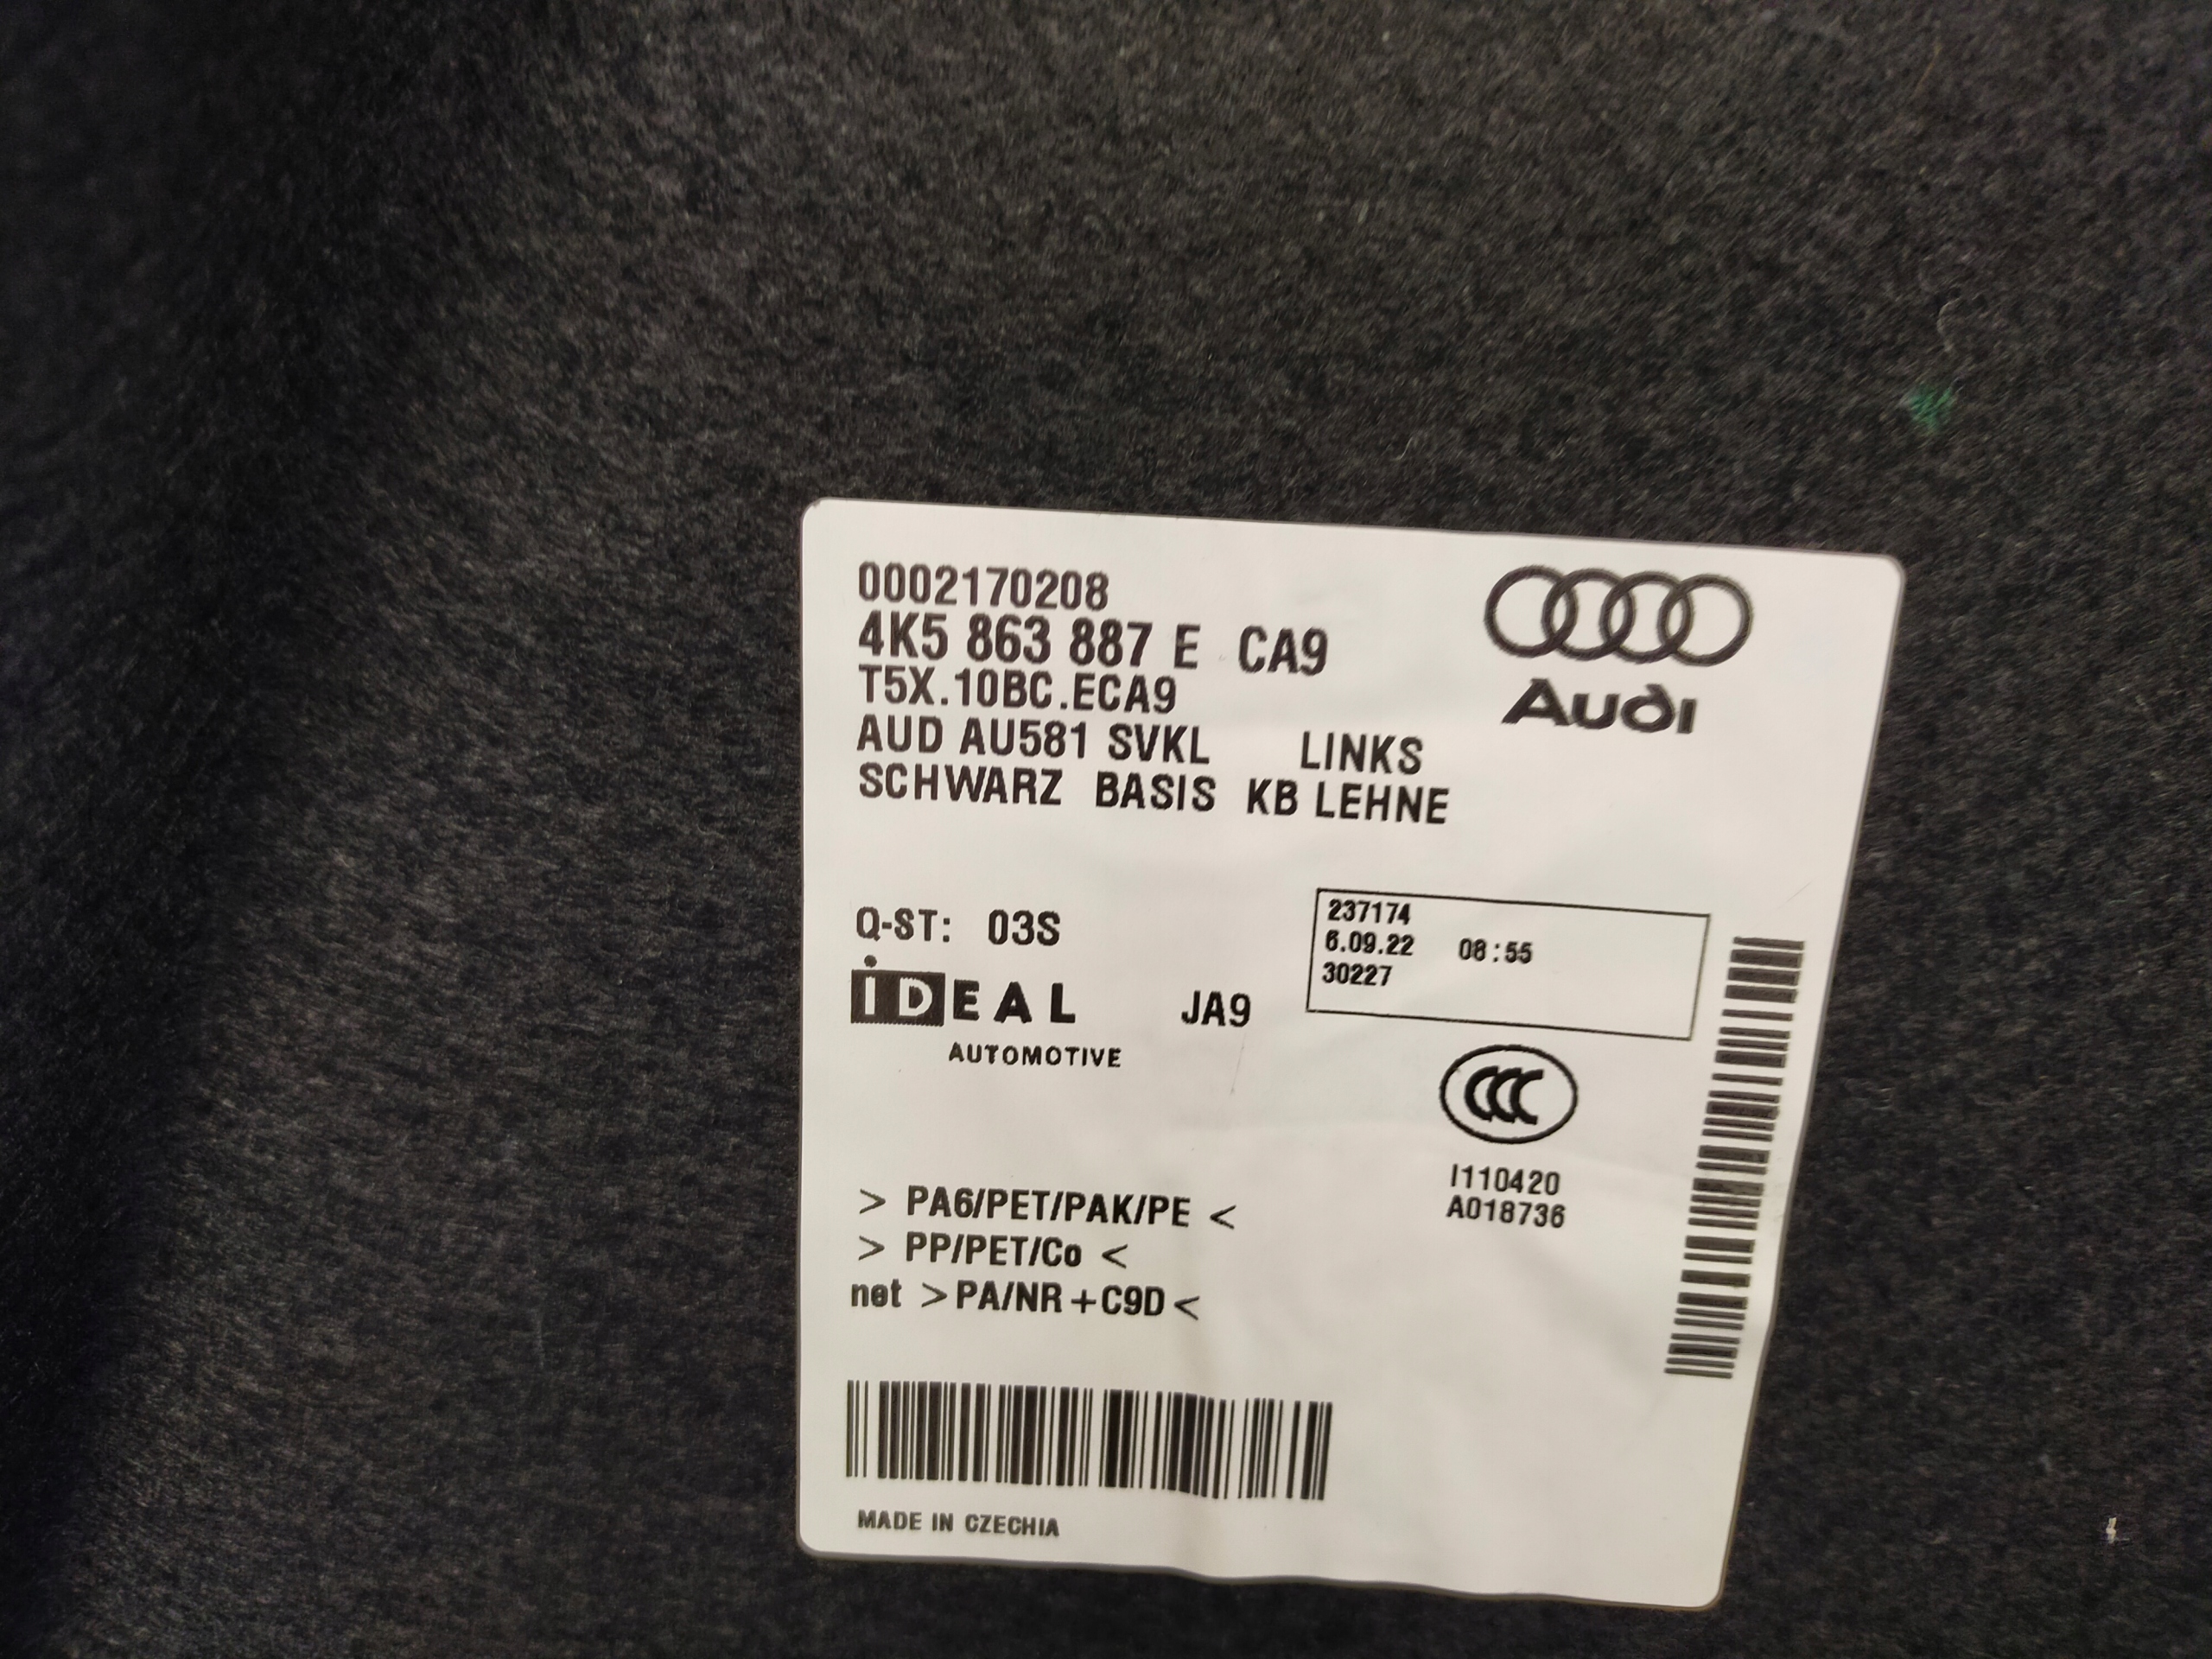 0002170208
4K5 863 887 E CA9
T5X.10BC.ECA9
AUD AU581 SVKL LINKS
SCHWARZ BASIS KB LEHNE
Audi
Q-ST: 03S
237174
6.09.22 08:55
30227
iDEAL
AUTOMOTIVE
JA9
CCC
I110420
A018736
> PA6/PET/PAK/PE <
> PP/PET/Co <
net >PA/NR+C9D<
MADE IN CZECHIA